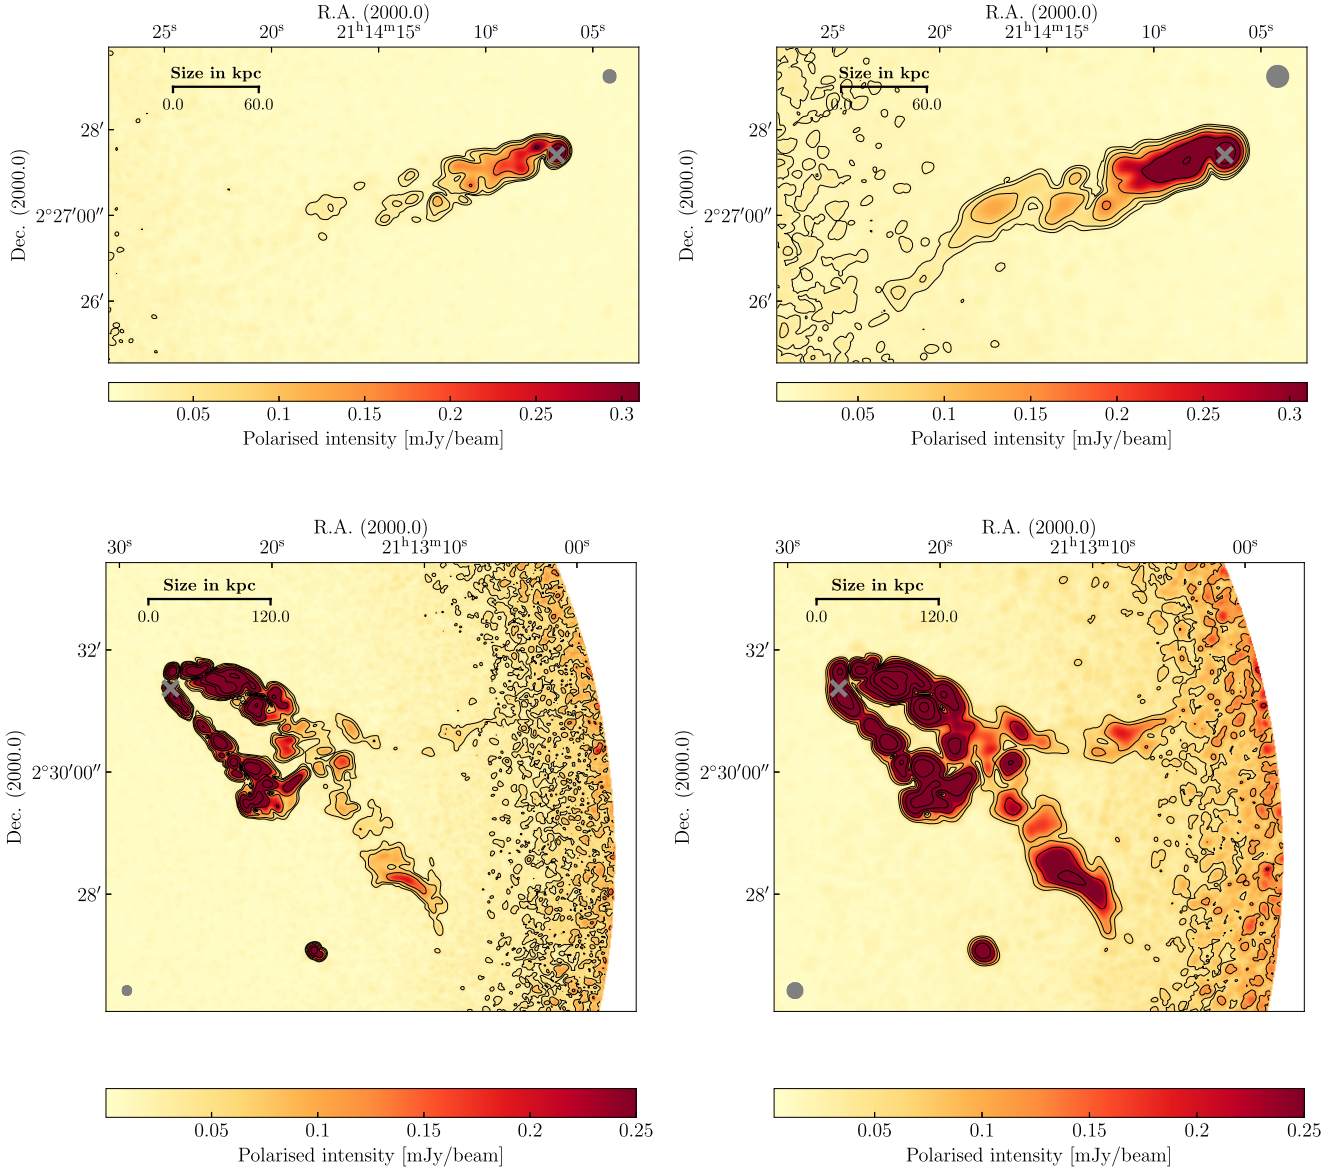 R.A. (2000.0)
25ˢ 20ˢ 21ʰ14ᵐ15ˢ 10ˢ 05ˢ
Size in kpc
0.0 60.0
28′
2°27′00″
26′
Dec. (2000.0)
0.05 0.1 0.15 0.2 0.25 0.3
Polarised intensity [mJy/beam]
R.A. (2000.0)
25ˢ 20ˢ 21ʰ14ᵐ15ˢ 10ˢ 05ˢ
Size in kpc
0.0 60.0
28′
2°27′00″
26′
Dec. (2000.0)
0.05 0.1 0.15 0.2 0.25 0.3
Polarised intensity [mJy/beam]
R.A. (2000.0)
30ˢ 20ˢ 21ʰ13ᵐ10ˢ 00ˢ
Size in kpc
0.0 120.0
32′
2°30′00″
28′
Dec. (2000.0)
0.05 0.1 0.15 0.2 0.25
Polarised intensity [mJy/beam]
R.A. (2000.0)
30ˢ 20ˢ 21ʰ13ᵐ10ˢ 00ˢ
Size in kpc
0.0 120.0
32′
2°30′00″
28′
Dec. (2000.0)
0.05 0.1 0.15 0.2 0.25
Polarised intensity [mJy/beam]